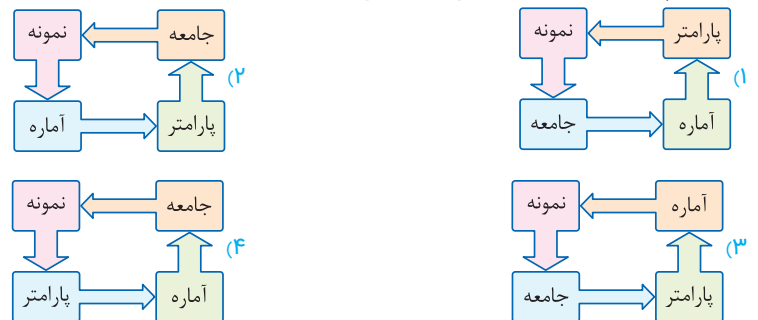 ۱) پارامتر نمونه
جامعه آماره
۲) جامعه نمونه
آماره پارامتر
۳) آماره نمونه
جامعه پارامتر
۴) جامعه نمونه
پارامتر آماره